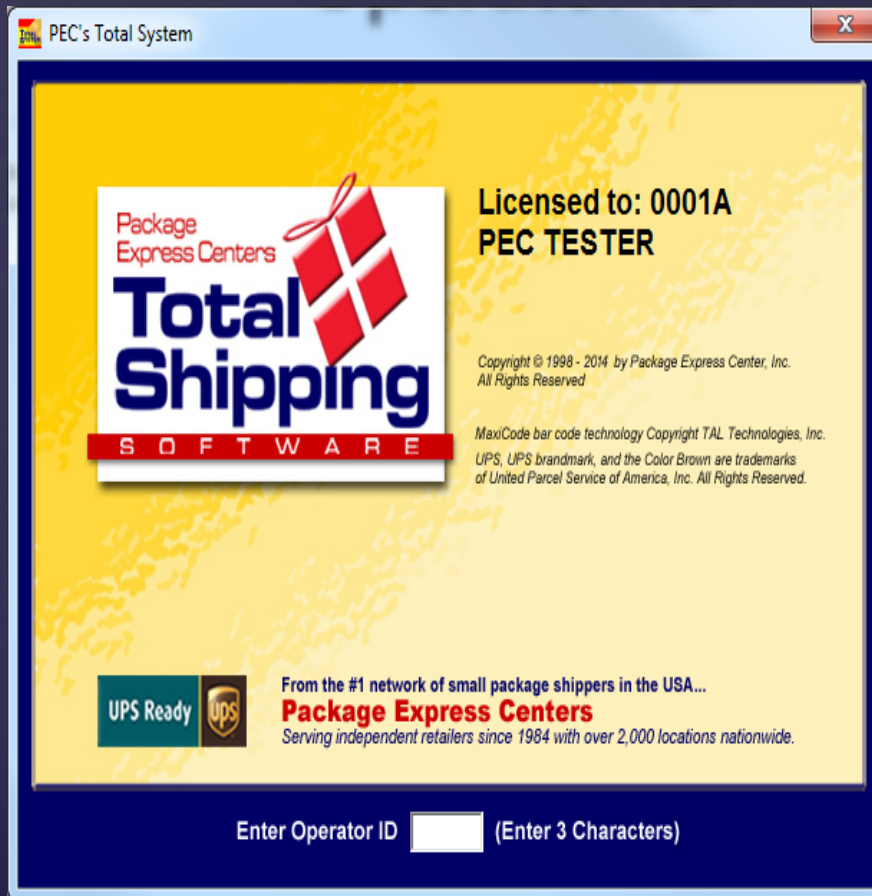 PEC's Total System
Package
Express Centers
Total
Shipping
SOFTWARE
Licensed to: 0001A
PEC TESTER
Copyright © 1998 - 2014 by Package Express Center, Inc.
All Rights Reserved
MaxiCode bar code technology Copyright TAL Technologies, Inc.
UPS, UPS brandmark, and the Color Brown are trademarks
of United Parcel Service of America, Inc. All Rights Reserved.
UPS Ready
ups
From the #1 network of small package shippers in the USA...
Package Express Centers
Serving independent retailers since 1984 with over 2,000 locations nationwide.
Enter Operator ID (Enter 3 Characters)